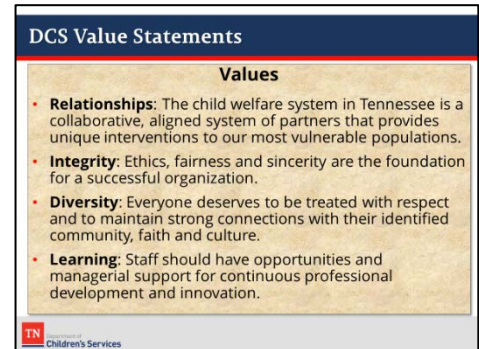 DCS Value Statements
Values
• Relationships: The child welfare system in Tennessee is a
collaborative, aligned system of partners that provides
unique interventions to our most vulnerable populations.
• Integrity: Ethics, fairness and sincerity are the foundation
for a successful organization.
• Diversity: Everyone deserves to be treated with respect
and to maintain strong connections with their identified
community, faith and culture.
• Learning: Staff should have opportunities and
managerial support for continuous professional
development and innovation.
TN
Department of
Children's Services